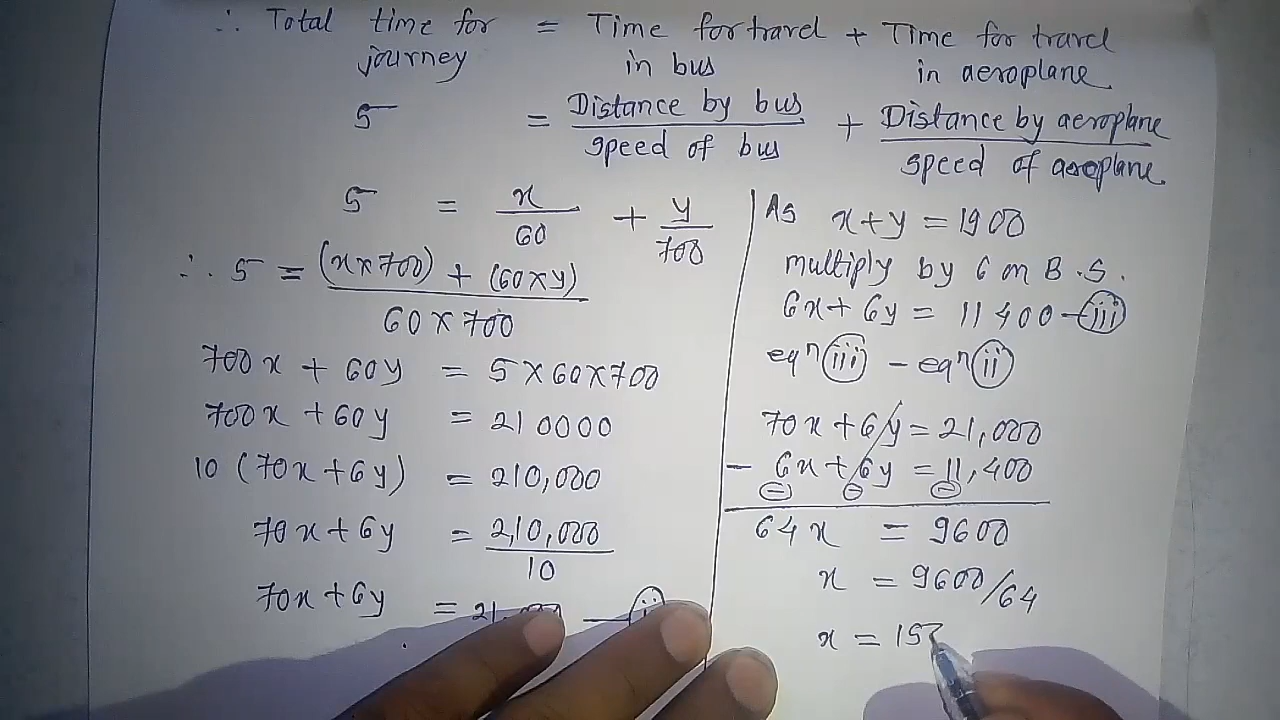 ∴ Total time for journey = Time for travel in bus + Time for travel in aeroplane
5 = Distance by bus / speed of bus + Distance by aeroplane / speed of aeroplane
5 = x/60 + y/700
∴ 5 = (x×700) + (60×y) / 60×700
700x + 60y = 5×60×700
700x + 60y = 210000
10 (70x + 6y) = 210,000
70x + 6y = 210,000 / 10
70x + 6y = 21,000 — (ii)
As x+y = 1900
multiply by 6 on B.S.
6x + 6y = 11400 – (iii)
eqn (iii) – eqn (ii)
70x + 6y = 21,000
– 6x + 6y = 11,400
(–) (–) (–)
64x = 9600
x = 9600/64
x = 15